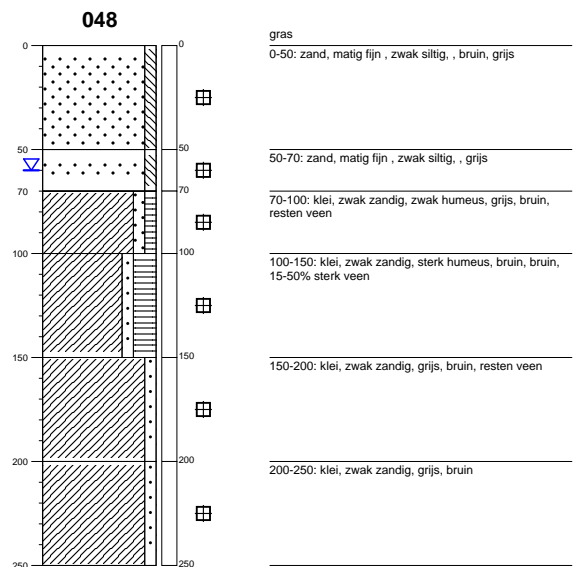 048
gras
0
0
0-50: zand, matig fijn , zwak siltig, , bruin, grijs
50
50
50-70: zand, matig fijn , zwak siltig, , grijs
70
70
70-100: klei, zwak zandig, zwak humeus, grijs, bruin,
resten veen
100
100
100-150: klei, zwak zandig, sterk humeus, bruin, bruin,
15-50% sterk veen
150
150
150-200: klei, zwak zandig, grijs, bruin, resten veen
200
200
200-250: klei, zwak zandig, grijs, bruin
250
250